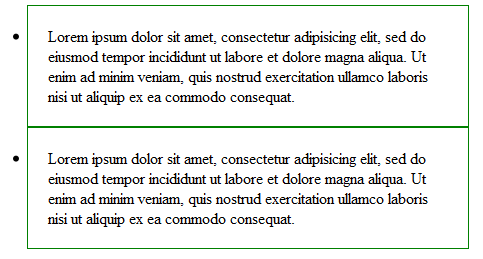 Lorem ipsum dolor sit amet, consectetur adipisicing elit, sed do
eiusmod tempor incididunt ut labore et dolore magna aliqua. Ut
enim ad minim veniam, quis nostrud exercitation ullamco laboris
nisi ut aliquip ex ea commodo consequat.
Lorem ipsum dolor sit amet, consectetur adipisicing elit, sed do
eiusmod tempor incididunt ut labore et dolore magna aliqua. Ut
enim ad minim veniam, quis nostrud exercitation ullamco laboris
nisi ut aliquip ex ea commodo consequat.